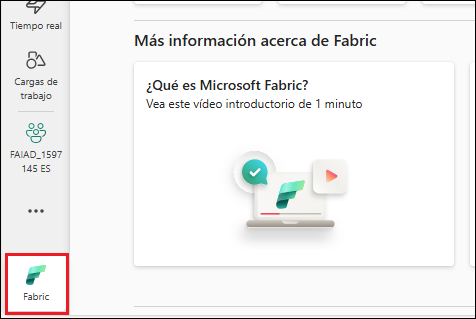 Tiempo real
Cargas de
trabajo
FAIAD_1597
145 ES
Fabric
Más información acerca de Fabric
¿Qué es Microsoft Fabric?
Vea este vídeo introductorio de 1 minuto